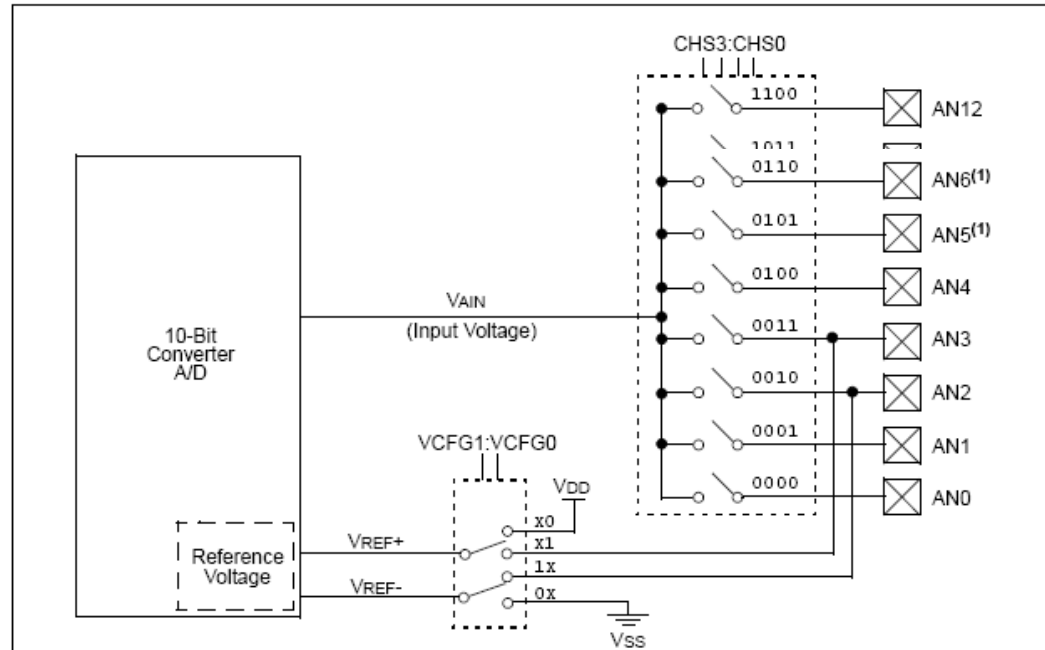 CHS3:CHS0
1100
AN12
1011
0110
AN6(1)
0101
AN5(1)
0100
AN4
VAIN
(Input Voltage)
10-Bit
Converter
A/D
0011
AN3
0010
AN2
VCFG1:VCFG0
0001
AN1
VDD
0000
AN0
x0
VREF+
x1
Reference
Voltage
1x
VREF-
0x
VSS